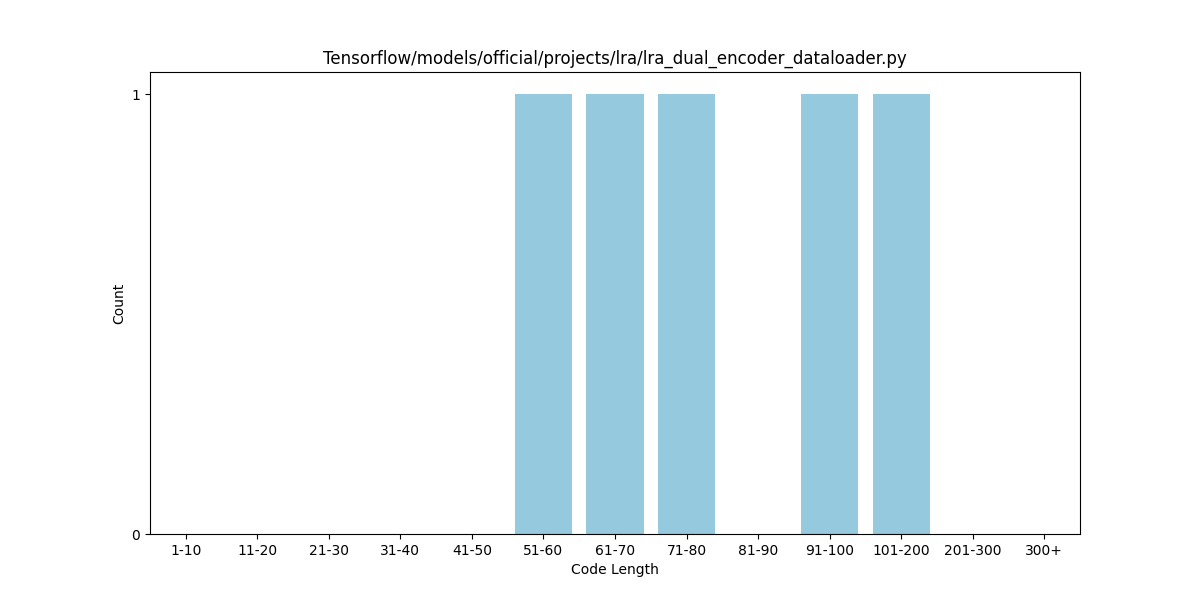 Tensorflow/models/official/projects/lra/lra_dual_encoder_dataloader.py
1
0
Count
1-10 11-20 21-30 31-40 41-50 51-60 61-70 71-80 81-90 91-100 101-200 201-300 300+
Code Length